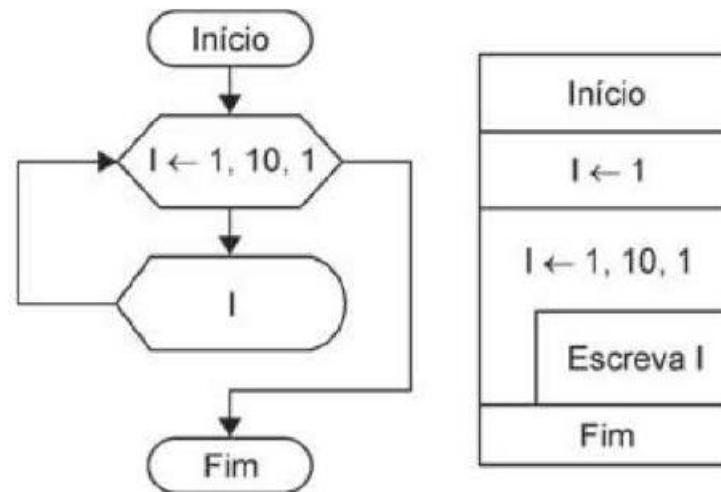 Início
I ← 1, 10, 1
I
Fim
Início
I ← 1
I ← 1, 10, 1
Escreva I
Fim